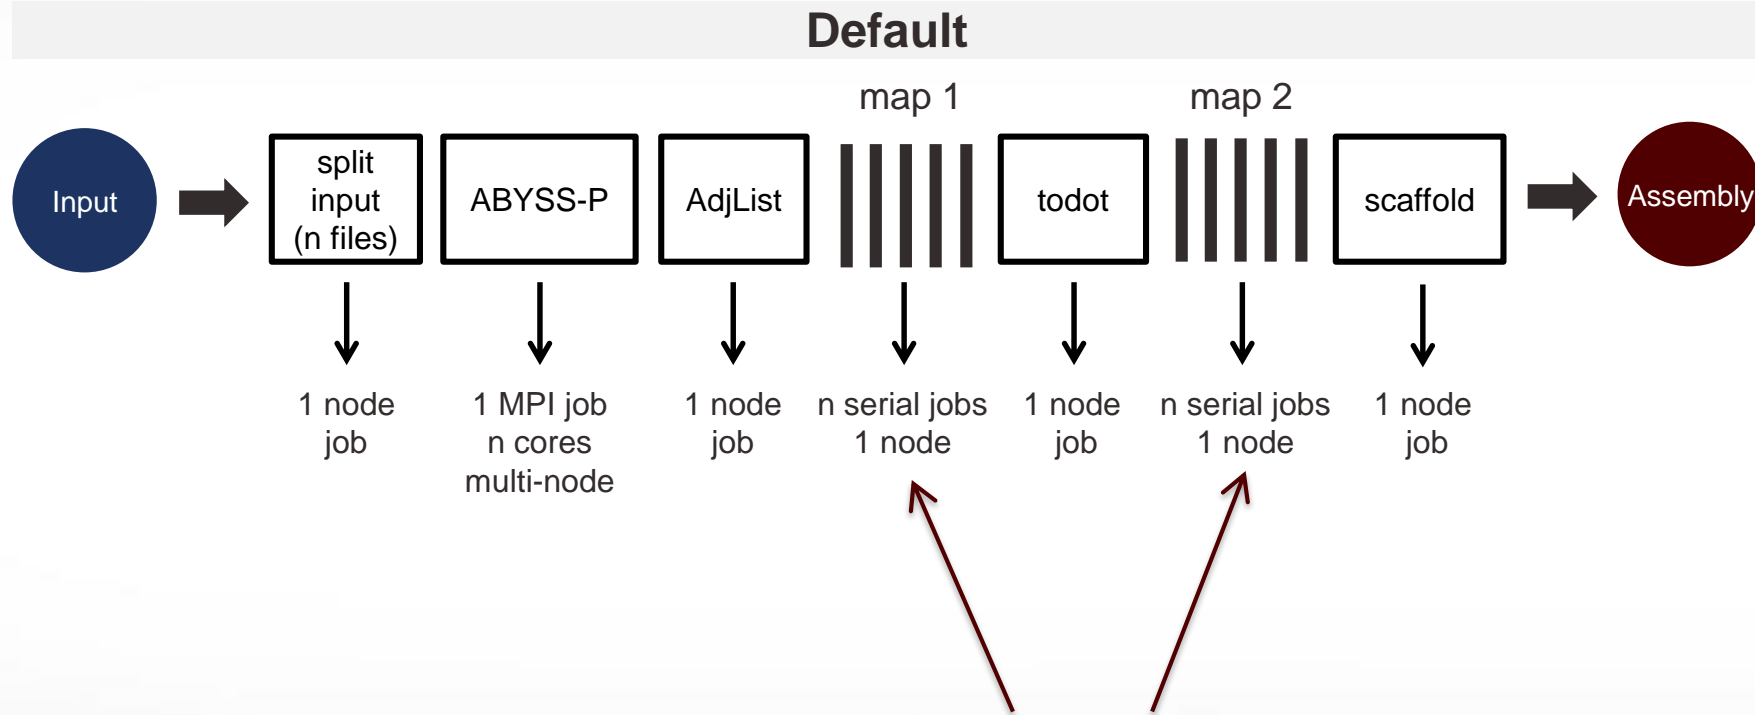 Default
map 1
map 2
Input
split
input
(n files)
ABYSS-P
AdjList
todot
scaffold
Assembly
1 node
job
1 MPI job
n cores
multi-node
1 node
job
n serial jobs
1 node
1 node
job
n serial jobs
1 node
1 node
job